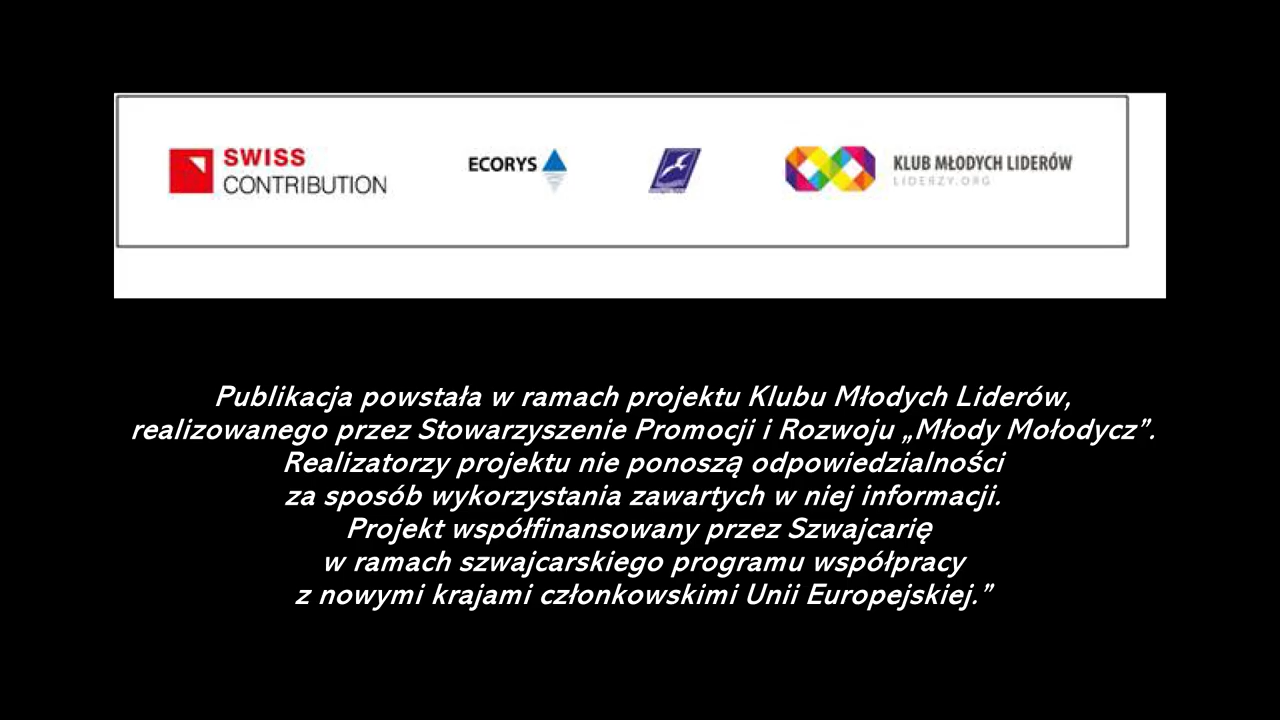 SWISS
CONTRIBUTION
ECORYS
KLUB MŁODYCH LIDERÓW
LIDERZY.ORG
Publikacja powstała w ramach projektu Klubu Młodych Liderów,
realizowanego przez Stowarzyszenie Promocji i Rozwoju „Młody Mołodycz”.
Realizatorzy projektu nie ponoszą odpowiedzialności
za sposób wykorzystania zawartych w niej informacji.
Projekt współfinansowany przez Szwajcarię
w ramach szwajcarskiego programu współpracy
z nowymi krajami członkowskimi Unii Europejskiej.”